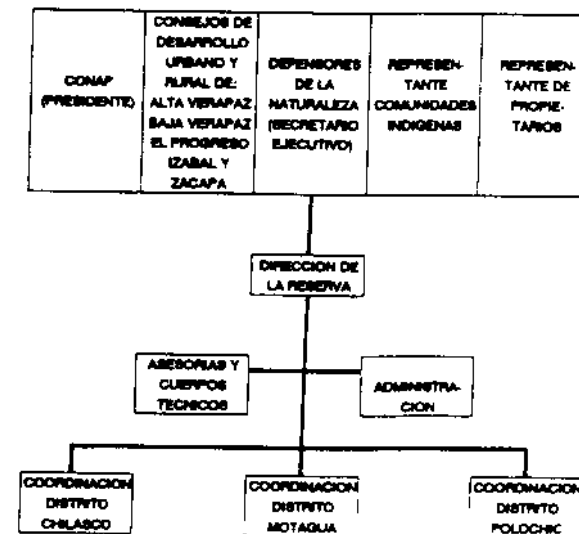 CONAP
(PRESIDENTE)
CONSEJOS DE
DESARROLLO
URBANO Y
RURAL DE:
ALTA VERAPAZ
BAJA VERAPAZ
EL PROGRESO
IZABAL Y
ZACAPA
DEFENSORES
DE LA
NATURALEZA
(SECRETARIO
EJECUTIVO)
REPRESEN-
TANTE
COMUNIDADES
INDIGENAS
REPRESEN-
TANTE DE
PROPIE-
TARIOS
DIRECCION DE
LA RESERVA
ASESORIAS Y
CUERPOS
TECNICOS
ADMINISTRA-
CION
COORDINACION
DISTRITO
CHILASCO
COORDINACION
DISTRITO
MOTAGUA
COORDINACION
DISTRITO
POLOCHIC